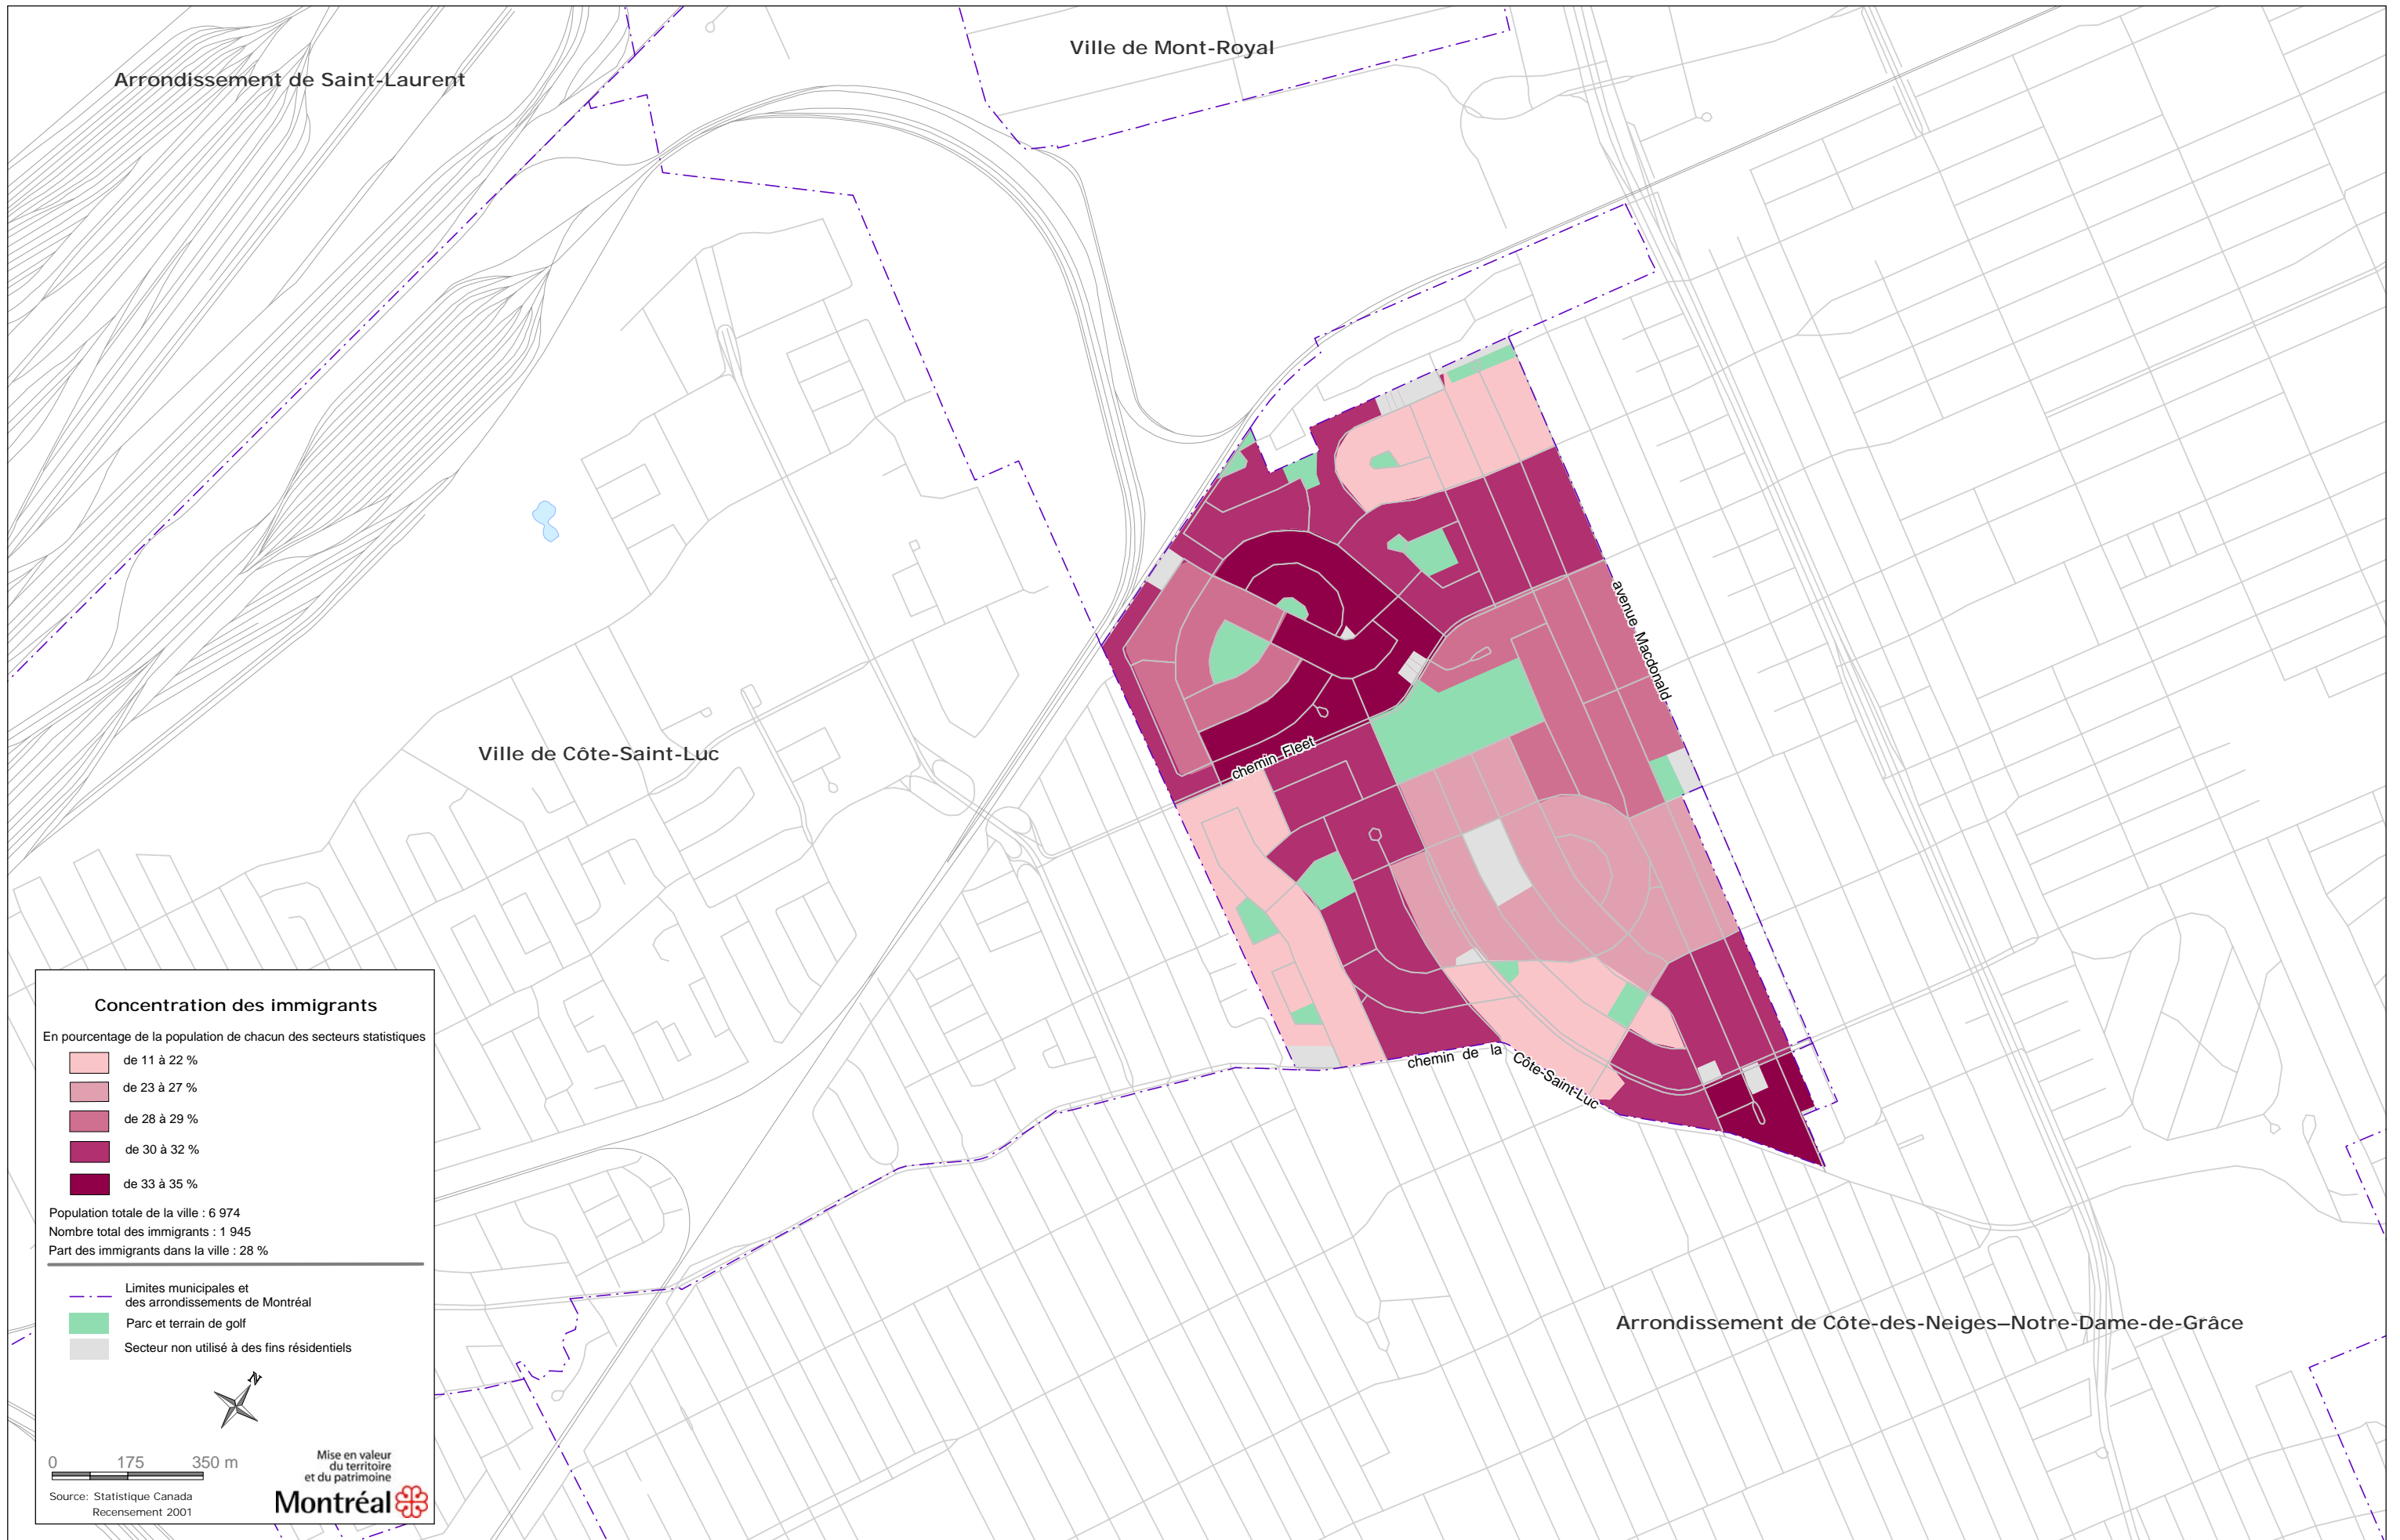 Arrondissement de Saint-Laurent
Ville de Mont-Royal
avenue Macdonald
Ville de Côte-Saint-Luc
chemin Fleet
chemin de la Côte-Saint-Luc
Arrondissement de Côte-des-Neiges–Notre-Dame-de-Grâce
Concentration des immigrants
En pourcentage de la population de chacun des secteurs statistiques
de 11 à 22 %
de 23 à 27 %
de 28 à 29 %
de 30 à 32 %
de 33 à 35 %
Population totale de la ville : 6 974
Nombre total des immigrants : 1 945
Part des immigrants dans la ville : 28 %
Limites municipales et
des arrondissements de Montréal
Parc et terrain de golf
Secteur non utilisé à des fins résidentiels
N
0 175 350 m
Source: Statistique Canada
Recensement 2001
Mise en valeur
du territoire
et du patrimoine
Montréal